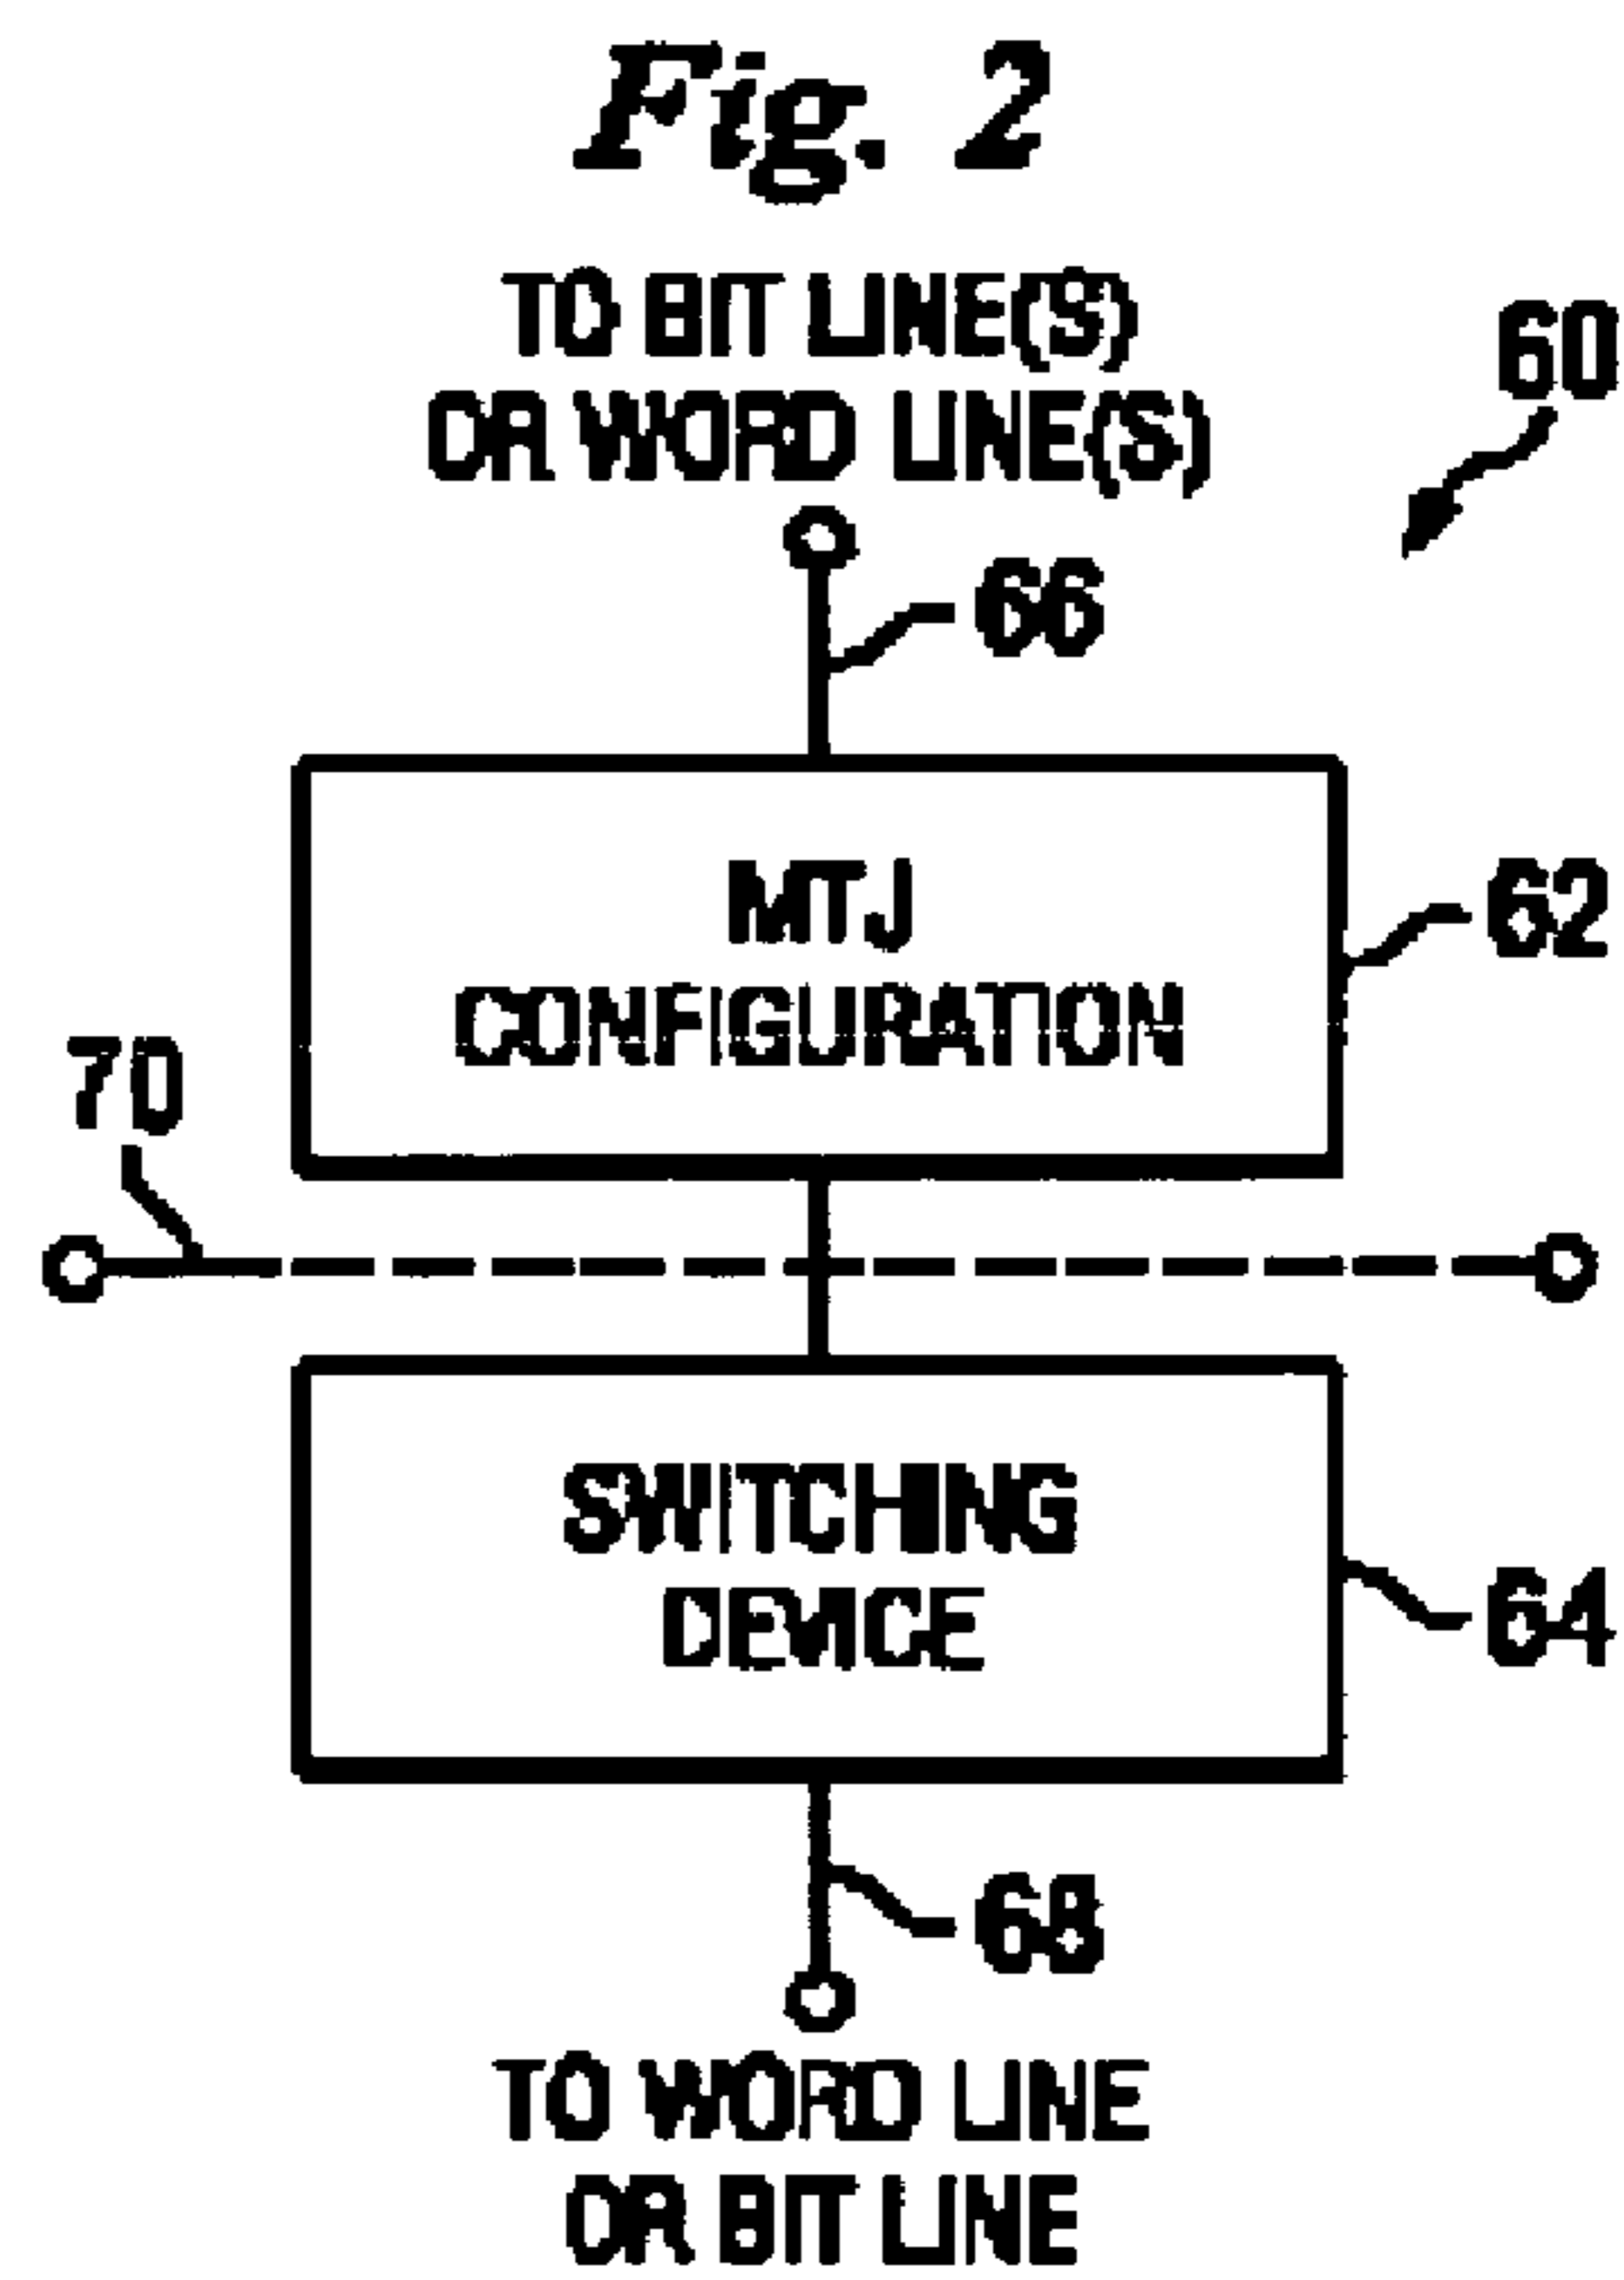 Fig. 2
TO BIT LINE(S)
OR WORD LINE(S)
60
66
MTJ
CONFIGURATION
62
70
SWITCHING
DEVICE
64
68
TO WORD LINE
OR BIT LINE